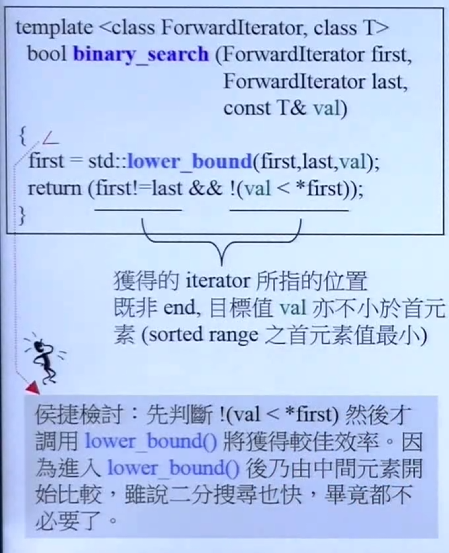 template <class ForwardIterator, class T>
bool binary_search (ForwardIterator first,
ForwardIterator last,
const T& val)
{
first = std::lower_bound(first,last,val);
return (first!=last && !(val < *first));
}
獲得的 iterator 所指的位置
既非 end, 目標值 val 亦不小於首元
素 (sorted range 之首元素值最小)
侯捷檢討：先判斷 !(val < *first) 然後才
調用 lower_bound() 將獲得較佳效率。因
為進入 lower_bound() 後乃由中間元素開
始比較，雖說二分搜尋也快，畢竟都不
必要了。